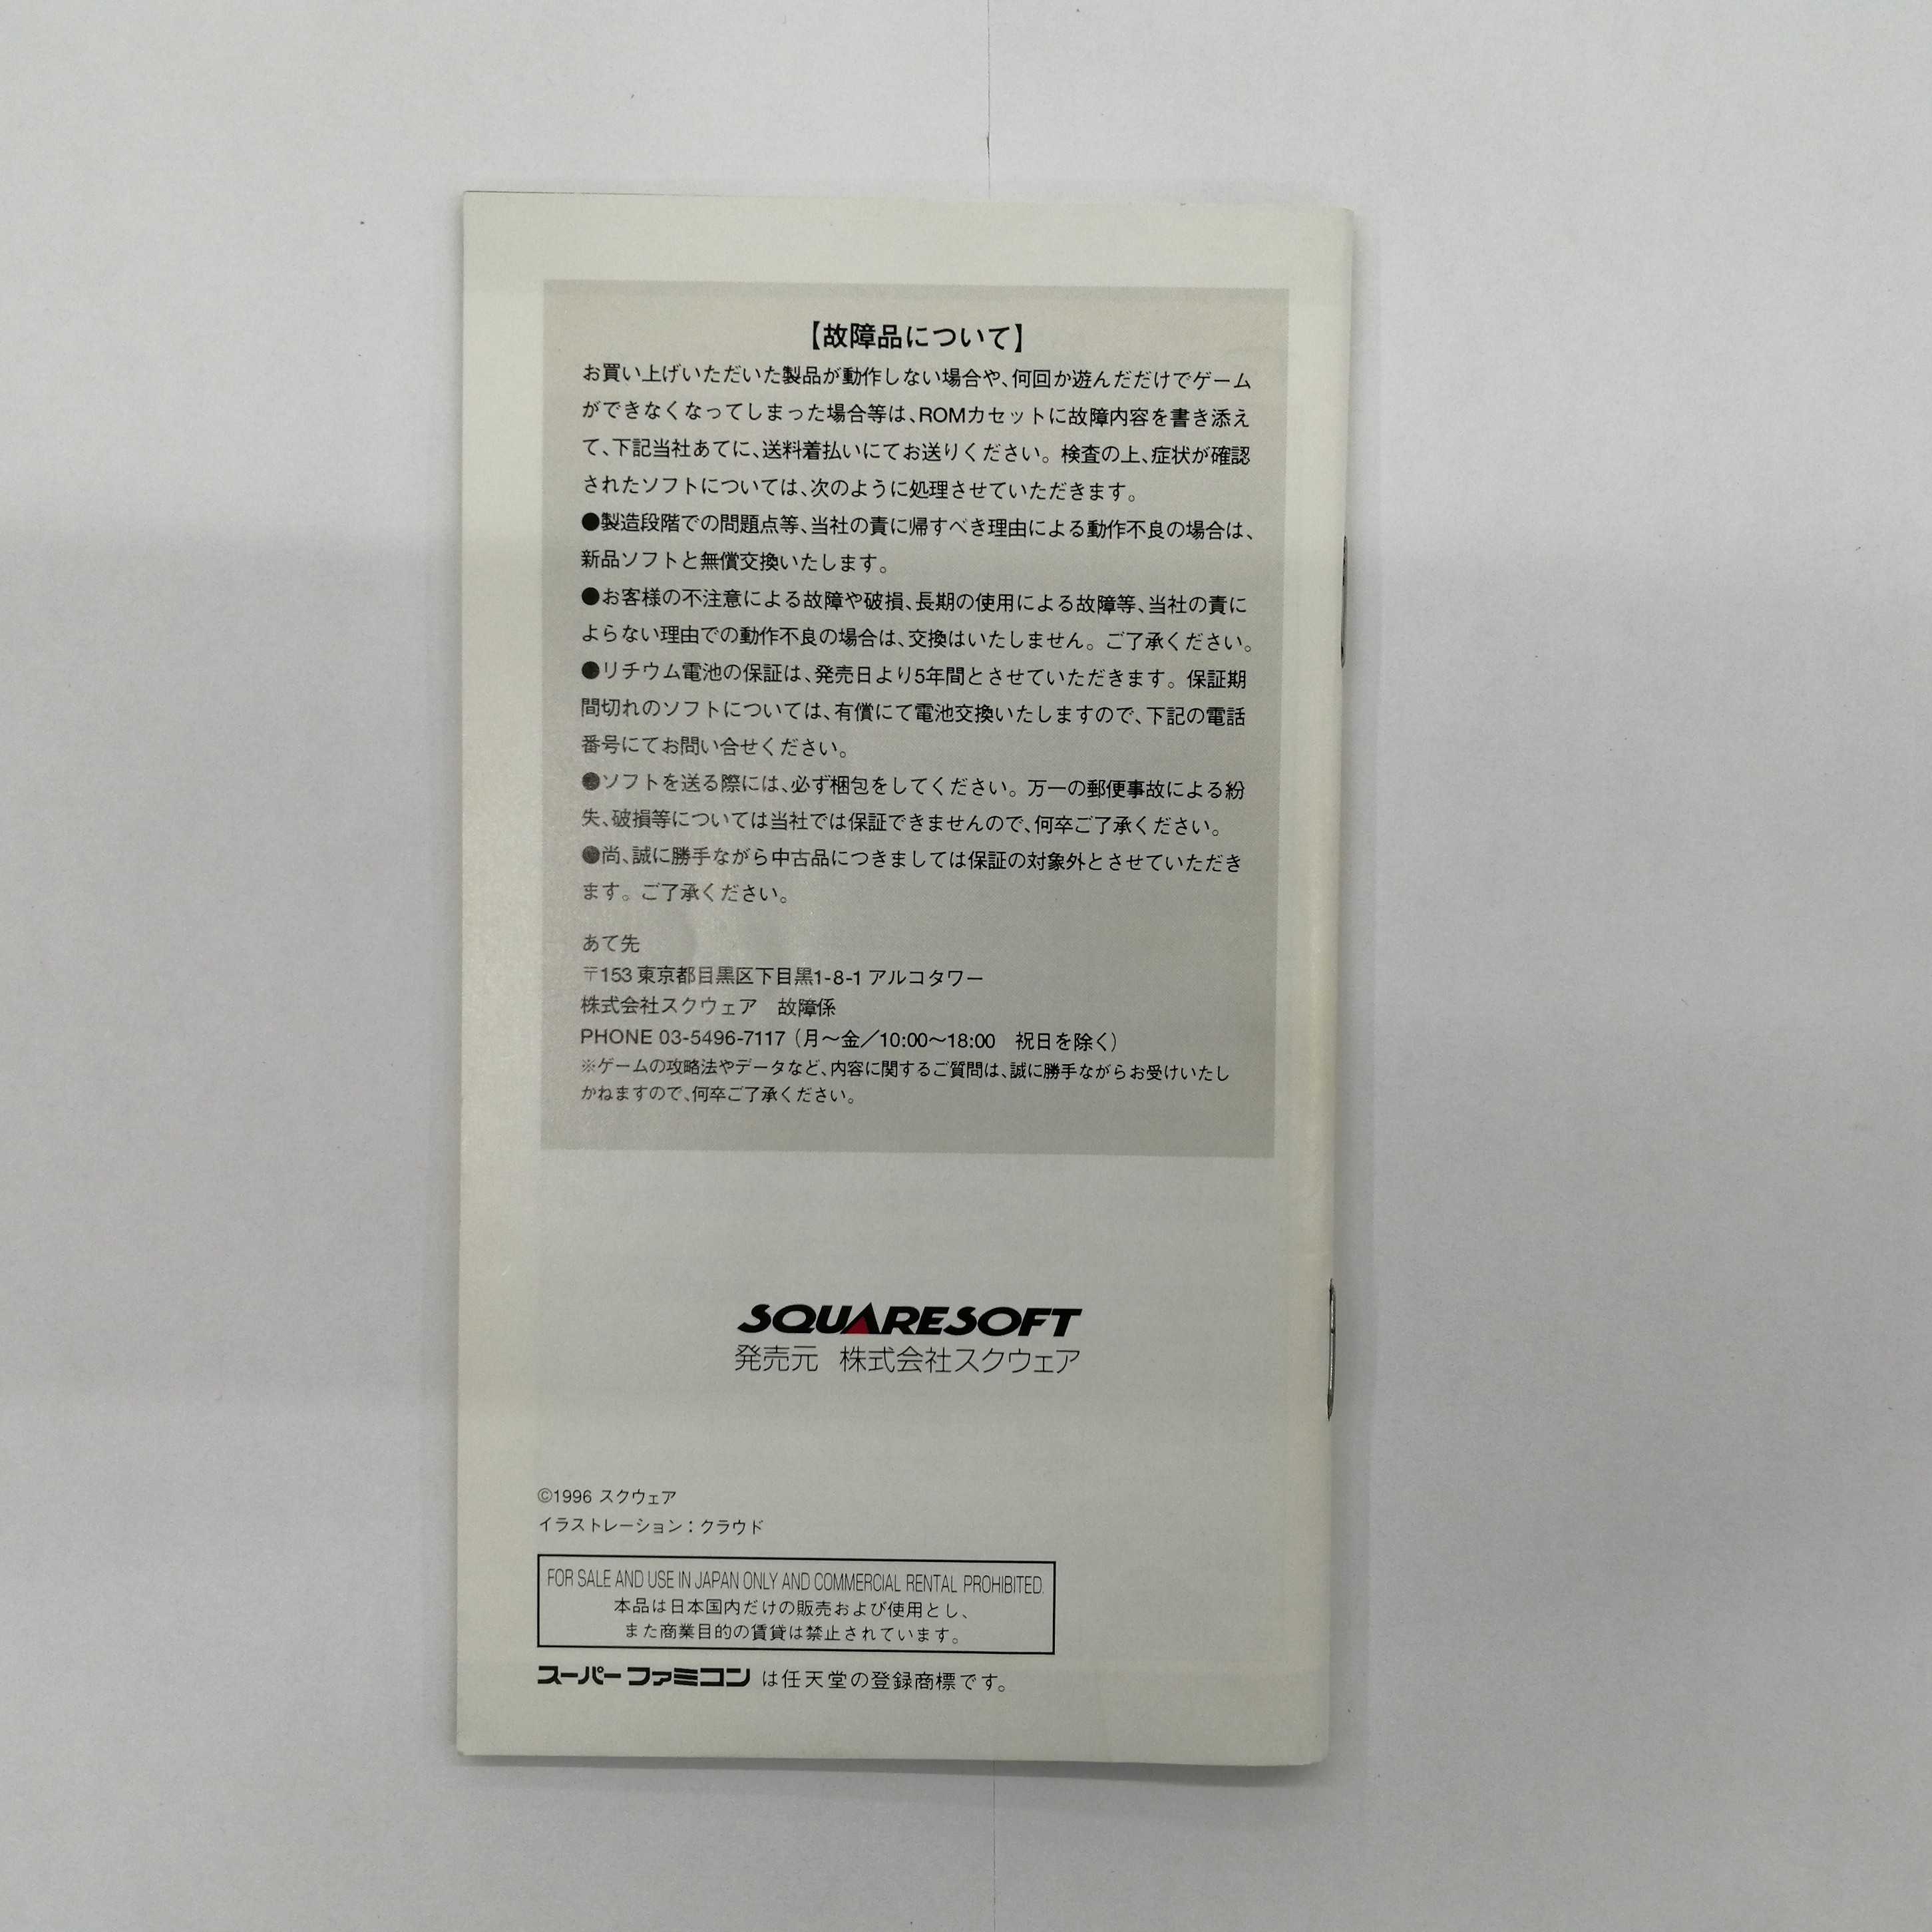 【故障品について】
お買い上げいただいた製品が動作しない場合や、何回か遊んだだけでゲーム
ができなくなってしまった場合等は、ROMカセットに故障内容を書き添え
て、下記当社あてに、送料着払いにてお送りください。検査の上、症状が確認
されたソフトについては、次のように処理させていただきます。
●製造段階での問題点等、当社の責に帰すべき理由による動作不良の場合は、
新品ソフトと無償交換いたします。
●お客様の不注意による故障や破損、長期の使用による故障等、当社の責に
よらない理由での動作不良の場合は、交換はいたしません。ご了承ください。
●リチウム電池の保証は、発売日より5年間とさせていただきます。保証期
間切れのソフトについては、有償にて電池交換いたしますので、下記の電話
番号にてお問い合せください。
●ソフトを送る際には、必ず梱包をしてください。万一の郵便事故による紛
失、破損等については当社では保証できませんので、何卒ご了承ください。
●尚、誠に勝手ながら中古品につきましては保証の対象外とさせていただき
ます。ご了承ください。
あて先
〒153 東京都目黒区下目黒1-8-1 アルコタワー
株式会社スクウェア　故障係
PHONE 03-5496-7117（月～金／10:00～18:00　祝日を除く）
※ゲームの攻略法やデータなど、内容に関するご質問は、誠に勝手ながらお受けいたし
かねますので、何卒ご了承ください。
SQUARESOFT
発売元　株式会社スクウェア
©1996 スクウェア
イラストレーション：クラウド
FOR SALE AND USE IN JAPAN ONLY AND COMMERCIAL RENTAL PROHIBITED.
本品は日本国内だけの販売および使用とし、
また商業目的の賃貸は禁止されています。
スーパーファミコン は任天堂の登録商標です。